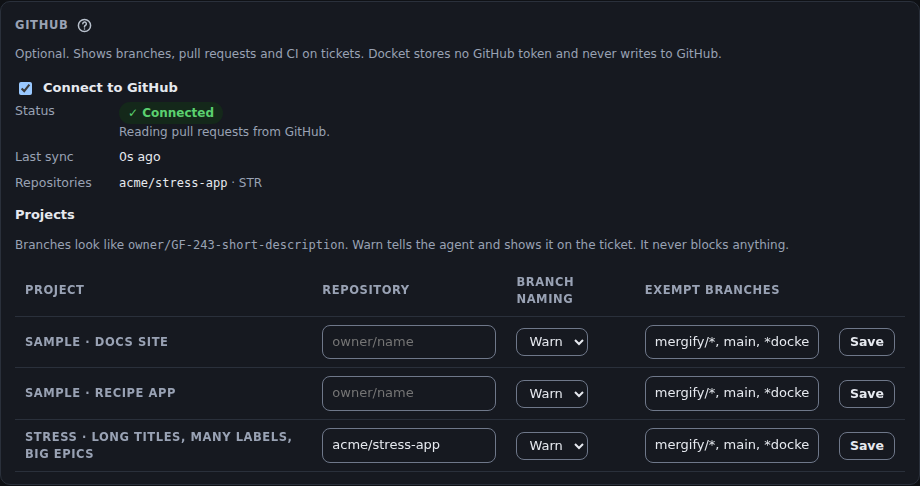 GITHUB ?
Optional. Shows branches, pull requests and CI on tickets. Docket stores no GitHub token and never writes to GitHub.
Connect to GitHub
Status ✓ Connected
Reading pull requests from GitHub.
Last sync 0s ago
Repositories acme/stress-app · STR
Projects
Branches look like owner/GF-243-short-description. Warn tells the agent and shows it on the ticket. It never blocks anything.
PROJECT REPOSITORY BRANCH NAMING EXEMPT BRANCHES
SAMPLE · DOCS SITE owner/name Warn mergify/*, main, *docke Save
SAMPLE · RECIPE APP owner/name Warn mergify/*, main, *docke Save
STRESS · LONG TITLES, MANY LABELS,
BIG EPICS acme/stress-app Warn mergify/*, main, *docke Save